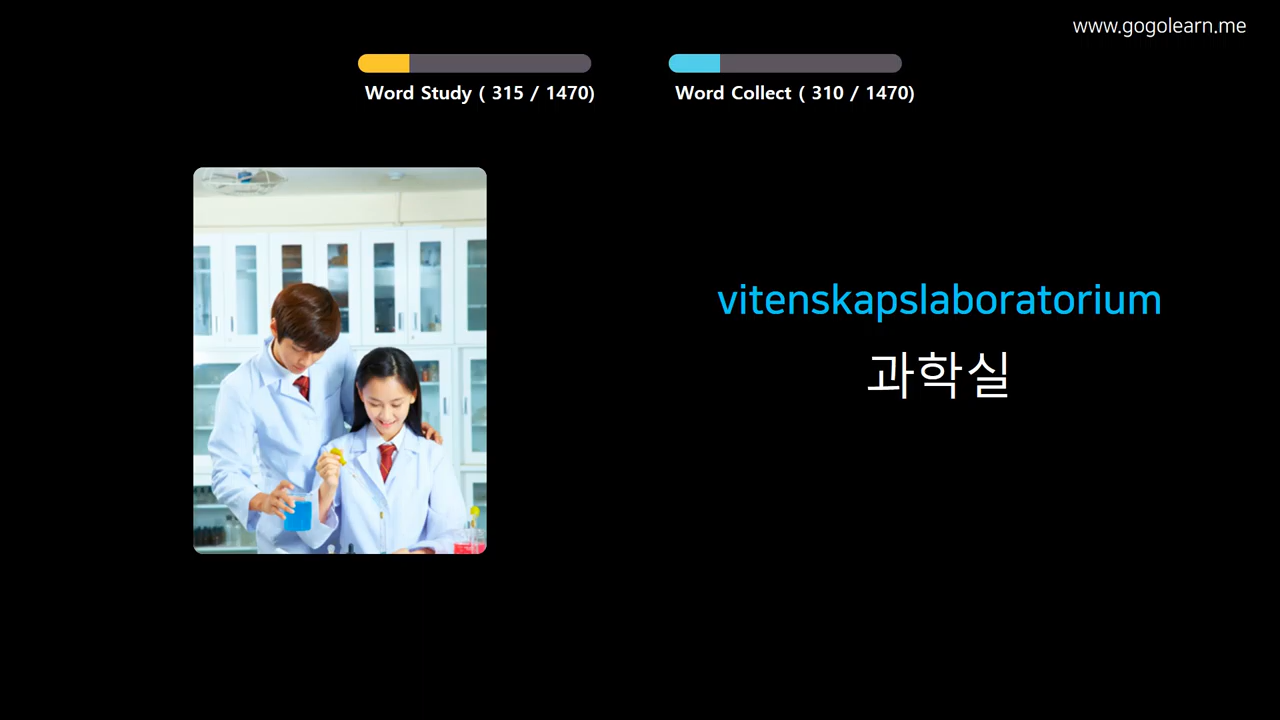 www.gogolearn.me
Word Study ( 315 / 1470)
Word Collect ( 310 / 1470)
vitenskapslaboratorium
과학실